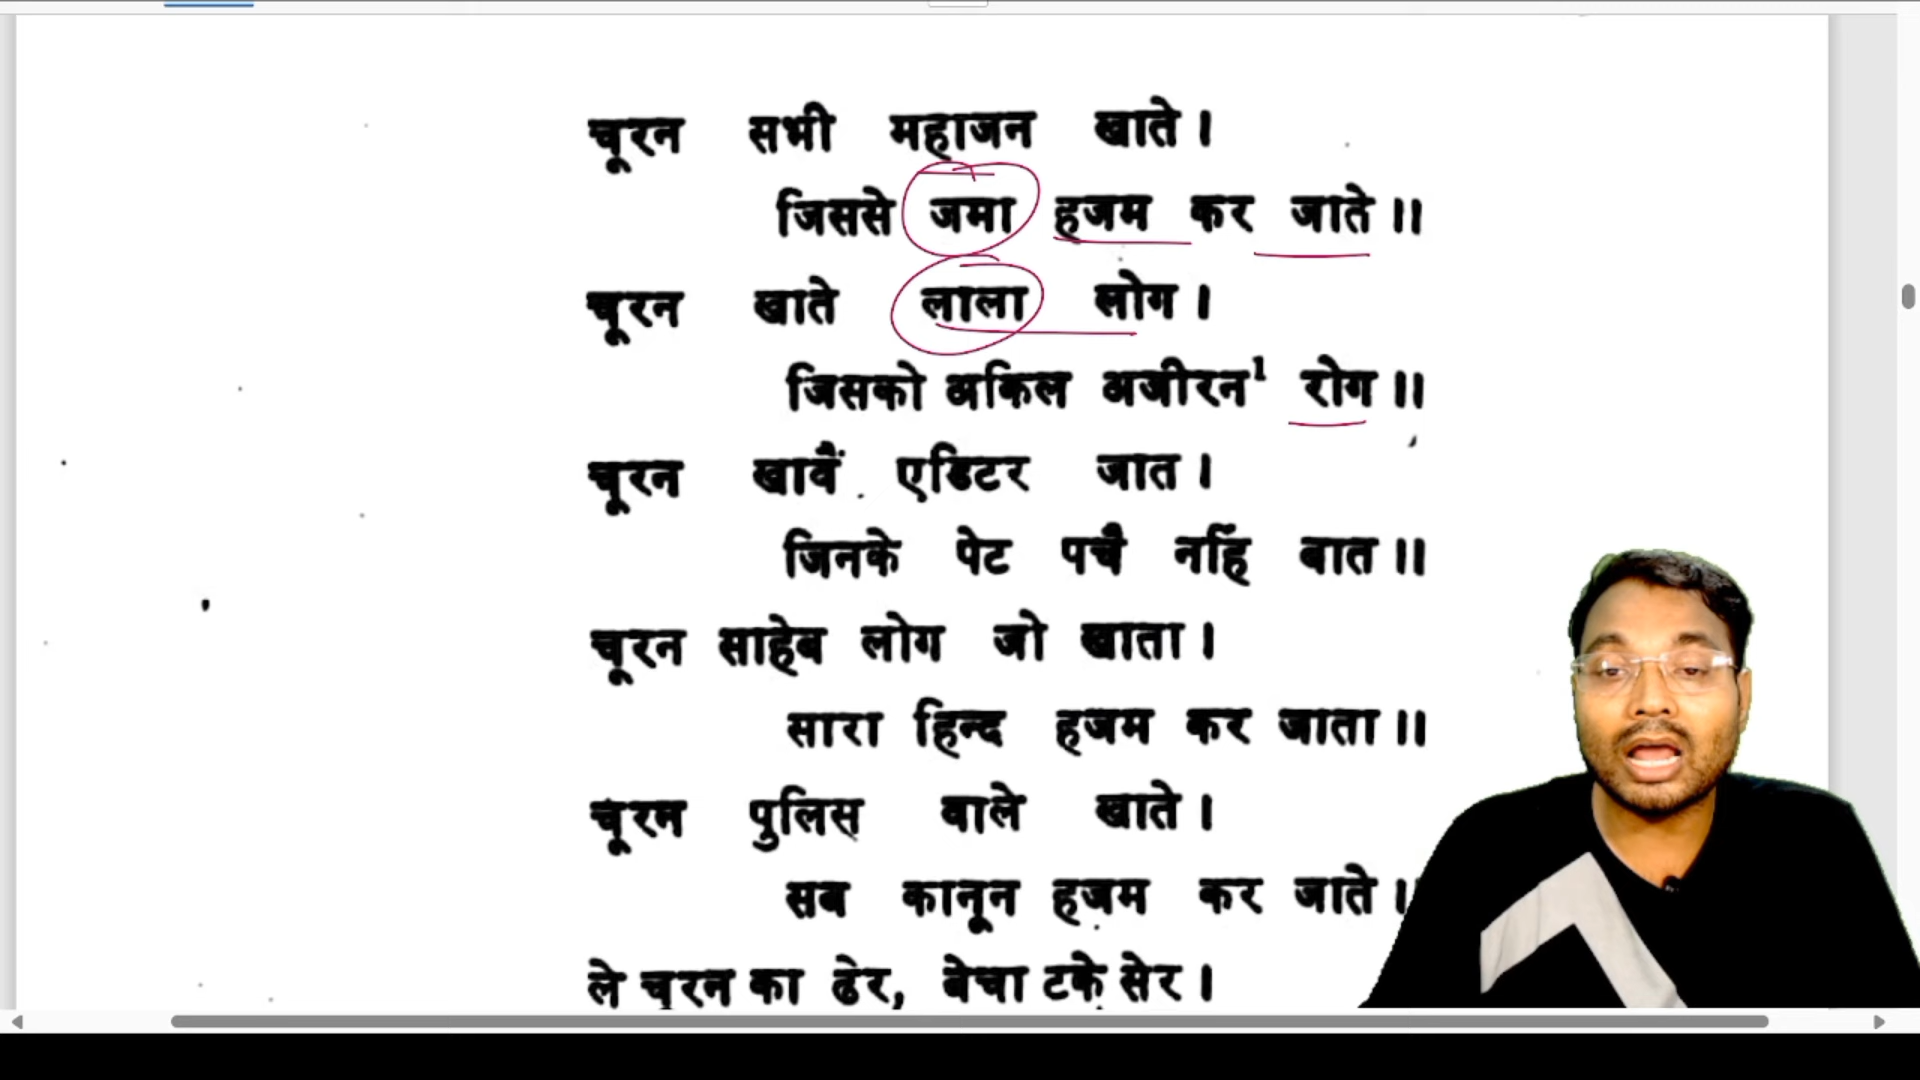 चूरन सभी महाजन खाते।
जिससे जमा हजम कर जाते॥
चूरन खाते लाला लोग।
जिसको अकिल अजीरन¹ रोग॥
चूरन खावैं एडिटर जात।
जिनके पेट पचै नहिं बात॥
चूरन साहेब लोग जो खाता।
सारा हिन्द हजम कर जाता॥
चूरन पुलिस वाले खाते।
सब कानून हजम कर जाते॥
ले चूरन का ढेर, बेचा टके सेर।